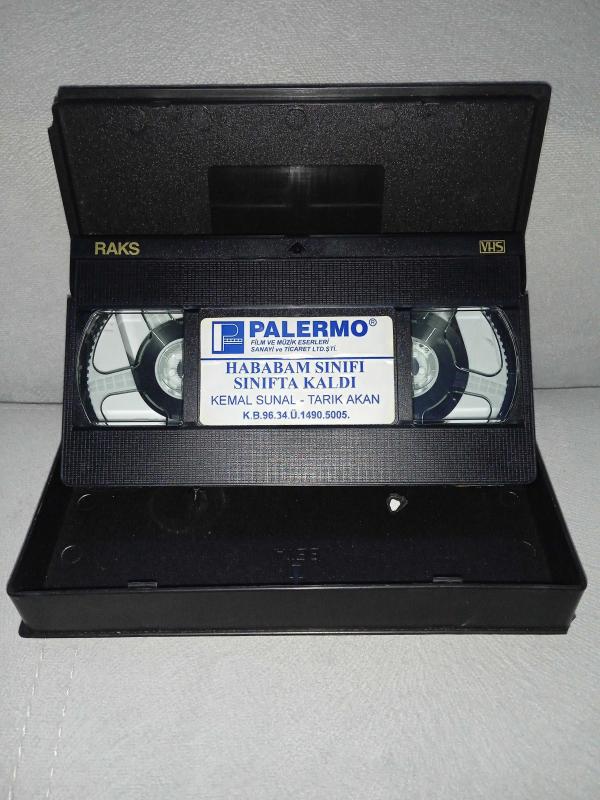 RAKS
VHS
PALERMO®
FİLM VE MÜZİK ESERLERİ
SANAYİ ve TİCARET LTD.ŞTİ.
HABABAM SINIFI
SINIFTA KALDI
KEMAL SUNAL - TARIK AKAN
K.B.96.34.Ü.1490.5005.